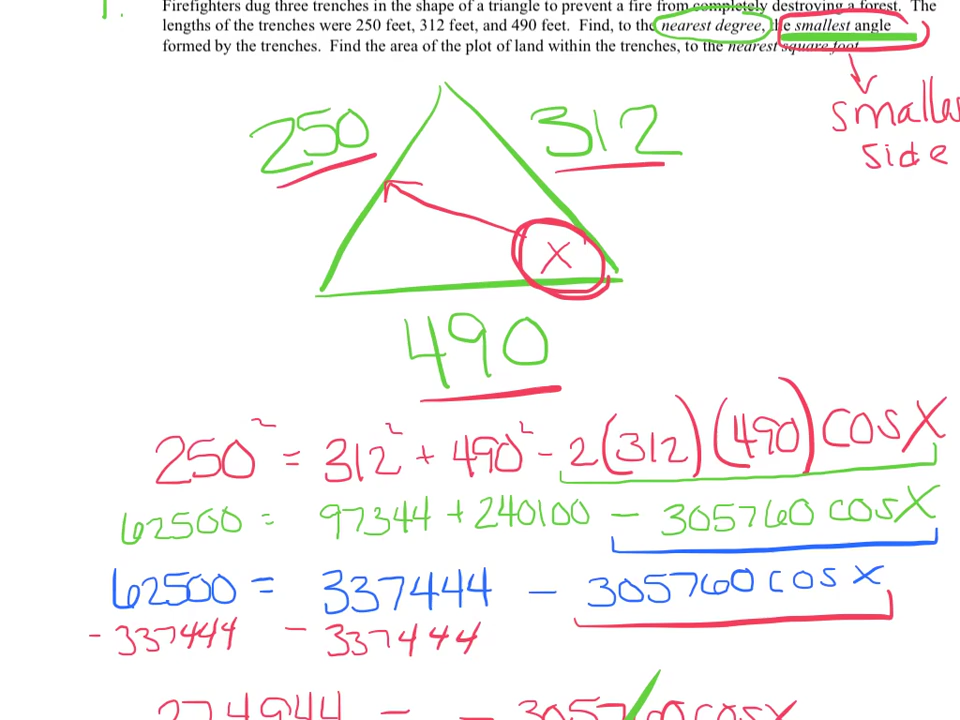 1.
Firefighters dug three trenches in the shape of a triangle to prevent a fire from completely destroying a forest. The
lengths of the trenches were 250 feet, 312 feet, and 490 feet. Find, to the nearest degree, the smallest angle
formed by the trenches. Find the area of the plot of land within the trenches, to the nearest square foot.
smalles
side
250
312
X
490
250² = 312² + 490² - 2(312)(490) cos X
62500 = 97344 + 240100 - 305760 cos X
62500 = 337444 - 305760 cos x
- 337444 - 337444